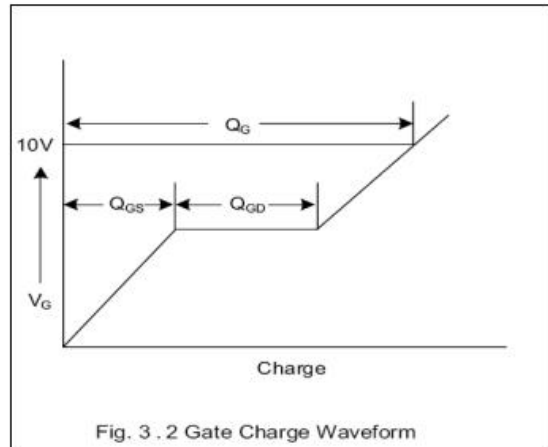 QG
10V
QGS QGD
VG
Charge
Fig. 3 . 2 Gate Charge Waveform